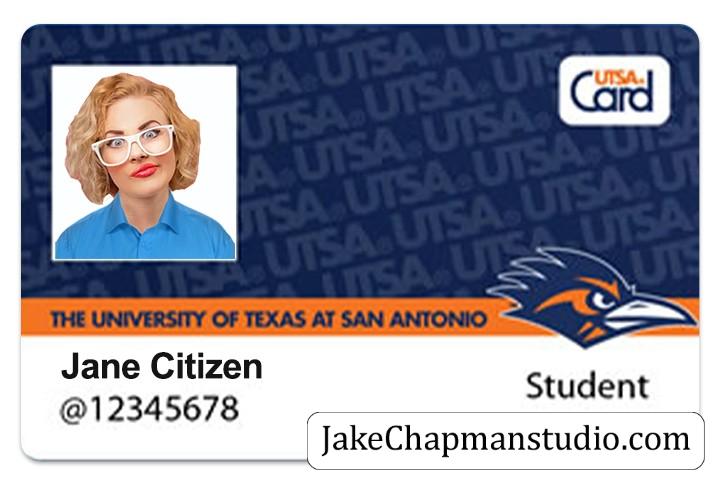 UTSA®
Card
THE UNIVERSITY OF TEXAS AT SAN ANTONIO
Jane Citizen
@12345678
Student
JakeChapmanstudio.com